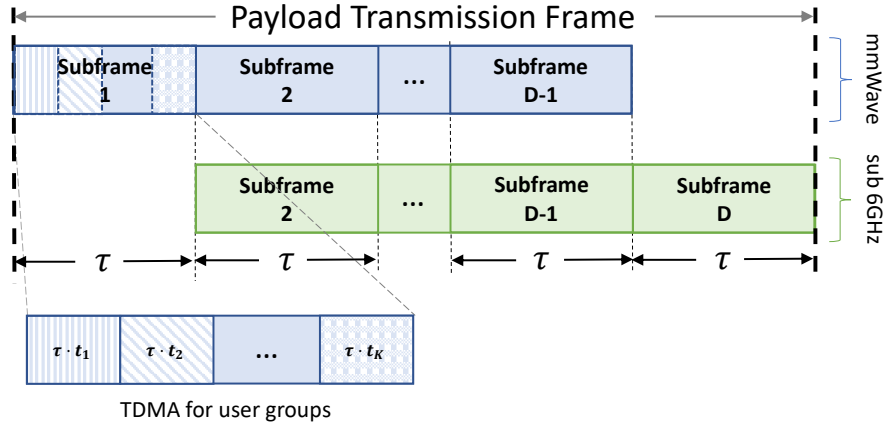 Payload Transmission Frame
Subframe
1
Subframe
2
...
Subframe
D-1
mmWave
Subframe
2
...
Subframe
D-1
Subframe
D
sub 6GHz
τ
τ
τ
τ
τ · t₁
τ · t₂
...
τ · t_K
TDMA for user groups